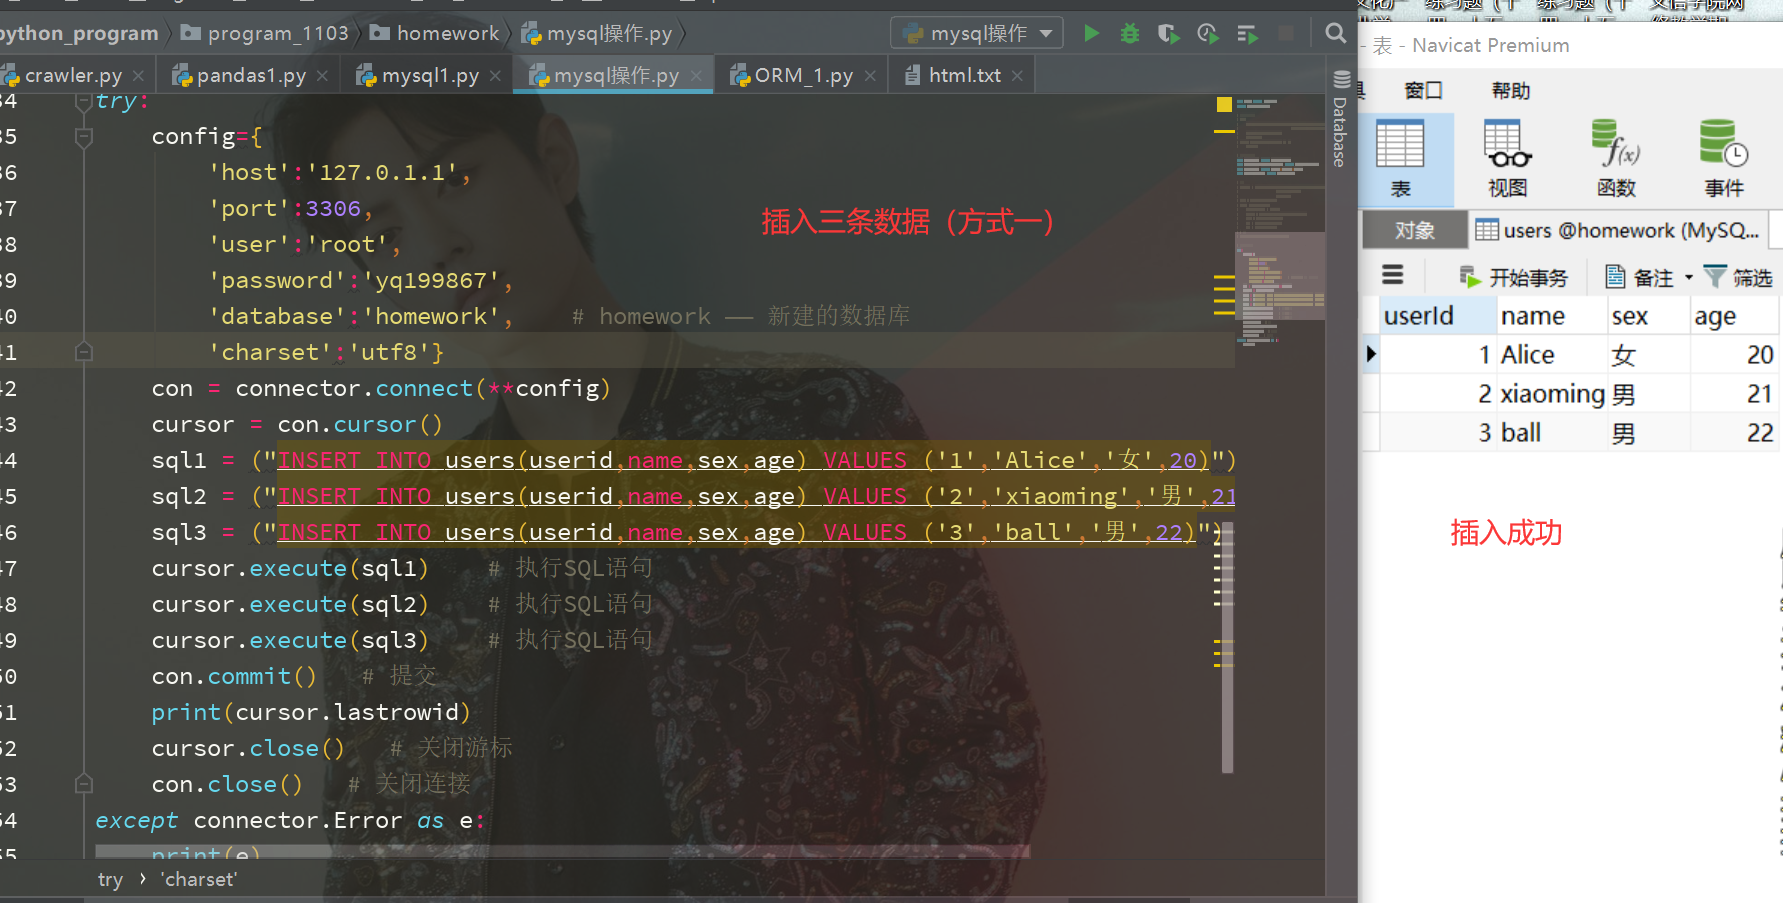 python_program program_1103 homework mysql操作.py mysql操作
crawler.py pandas1.py mysql1.py mysql操作.py ORM_1.py html.txt
34 try:
35 config={
36 'host':'127.0.1.1',
37 'port':3306,
38 'user':'root',
39 'password':'yq199867',
40 'database':'homework', # homework —— 新建的数据库
41 'charset':'utf8'}
42 con = connector.connect(**config)
43 cursor = con.cursor()
44 sql1 = ("INSERT INTO users(userid,name,sex,age) VALUES ('1','Alice','女',20)")
45 sql2 = ("INSERT INTO users(userid,name,sex,age) VALUES ('2','xiaoming','男',21
46 sql3 = ("INSERT INTO users(userid,name,sex,age) VALUES ('3','ball','男',22)")
47 cursor.execute(sql1) # 执行SQL语句
48 cursor.execute(sql2) # 执行SQL语句
49 cursor.execute(sql3) # 执行SQL语句
50 con.commit() # 提交
51 print(cursor.lastrowid)
52 cursor.close() # 关闭游标
53 con.close() # 关闭连接
54 except connector.Error as e:
55 print(e)
try › 'charset'
插入三条数据（方式一）
Database
- 表 - Navicat Premium
具 窗口 帮助
表 视图 函数 事件
对象 users @homework (MySQ...
开始事务 备注 筛选
userId name sex age
1 Alice 女 20
2 xiaoming 男 21
3 ball 男 22
插入成功